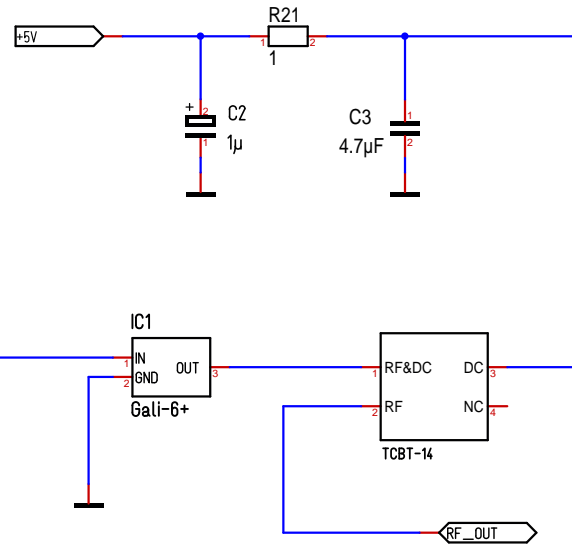 R21
+5V
1
2
1
+
2
C2
1
1µ
C3
1
4.7µF
2
IC1
IN
1
GND
2
OUT
3
Gali-6+
RF&DC
1
DC
3
RF
2
NC
4
TCBT-14
RF_OUT